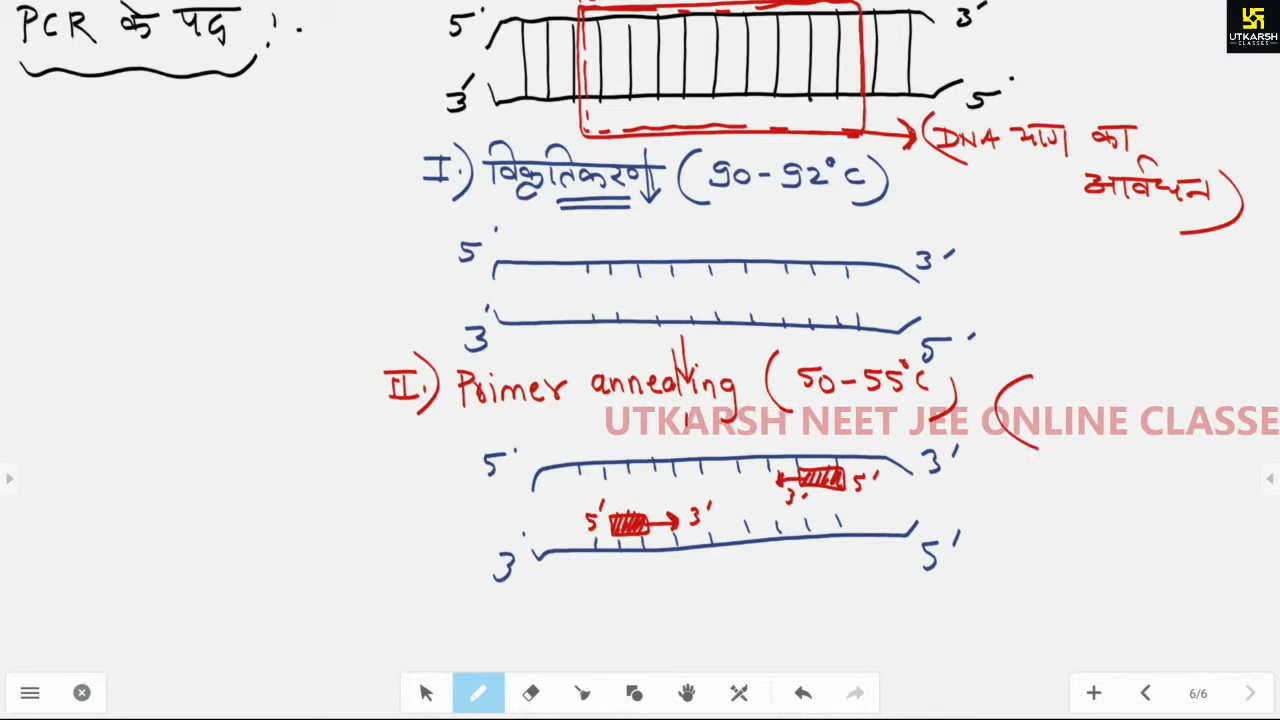 PCR के पद :.
5' 3'
3' 5'
UTKARSH
CLASSES
(DNA भाग का
आवर्धन)
I.) विकृतिकरण (90-92°C)
5' 3'
3' 5'
II.) Primer annealing (50-55°C) (
UTKARSH NEET JEE ONLINE CLASSE
5' 3'
3' 5'
5' 3'
3' 5'
6/6